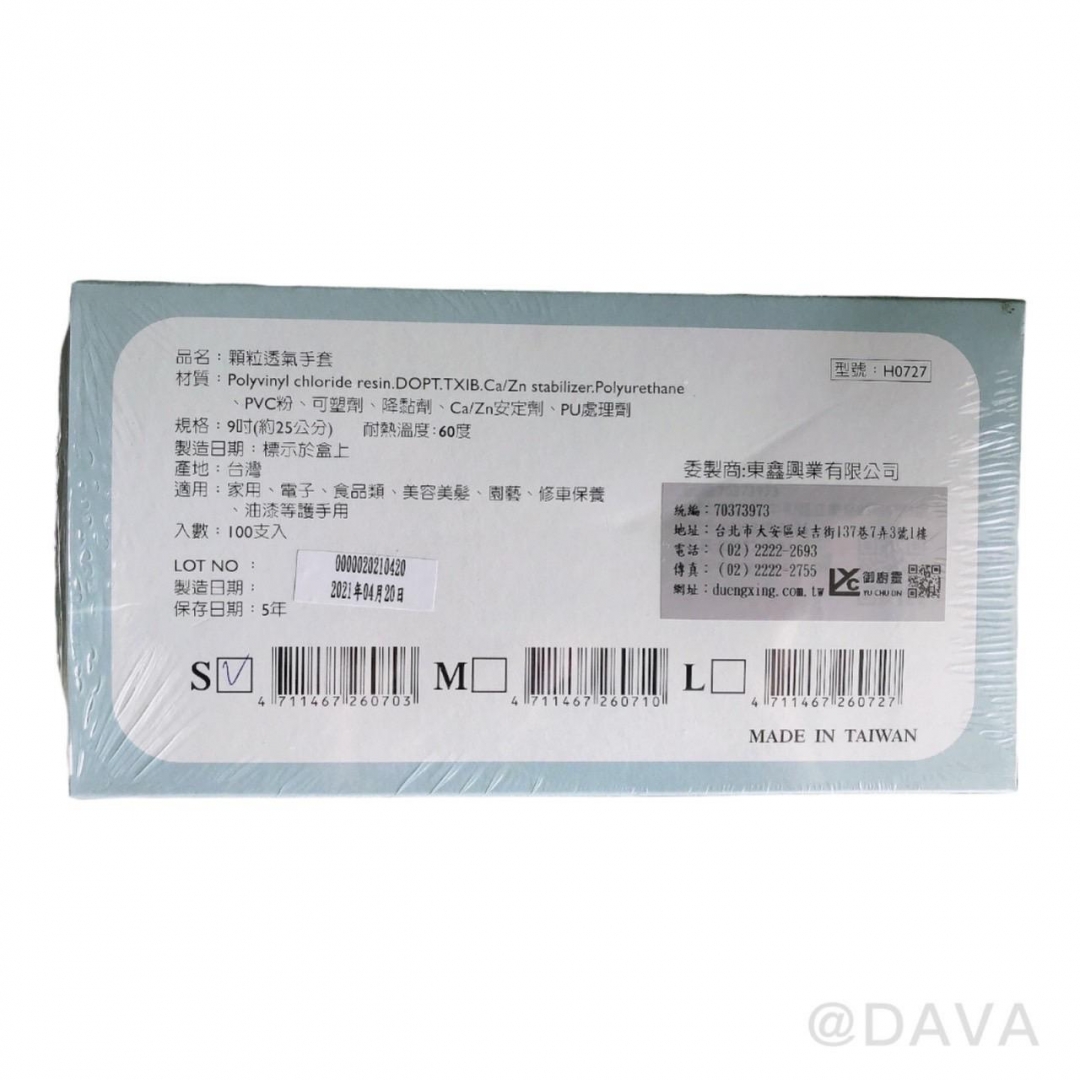 品名：顆粒透氣手套
型號：H0727
材質：Polyvinyl chloride resin.DOPT.TXIB.Ca/Zn stabilizer.Polyurethane
、PVC粉、可塑劑、降黏劑、Ca/Zn安定劑、PU處理劑
規格：9吋(約25公分) 耐熱溫度:60度
製造日期：標示於盒上
產地：台灣
適用：家用、電子、食品類、美容美髮、園藝、修車保養
、油漆等護手用
入數：100支入
委製商:東鑫興業有限公司
統編：70373973
地址：台北市大安區延吉街137巷7弄3號1樓
電話：(02) 2222-2693
傳真：(02) 2222-2755
網址：duengxing.com.tw
御廚靈
YU CHU LIN
LOT NO ： 0000020210420
製造日期： 2021年04月20日
保存日期：5年
S V M L
4 711467 260703 4 711467 260710 4 711467 260727
MADE IN TAIWAN
@DAVA